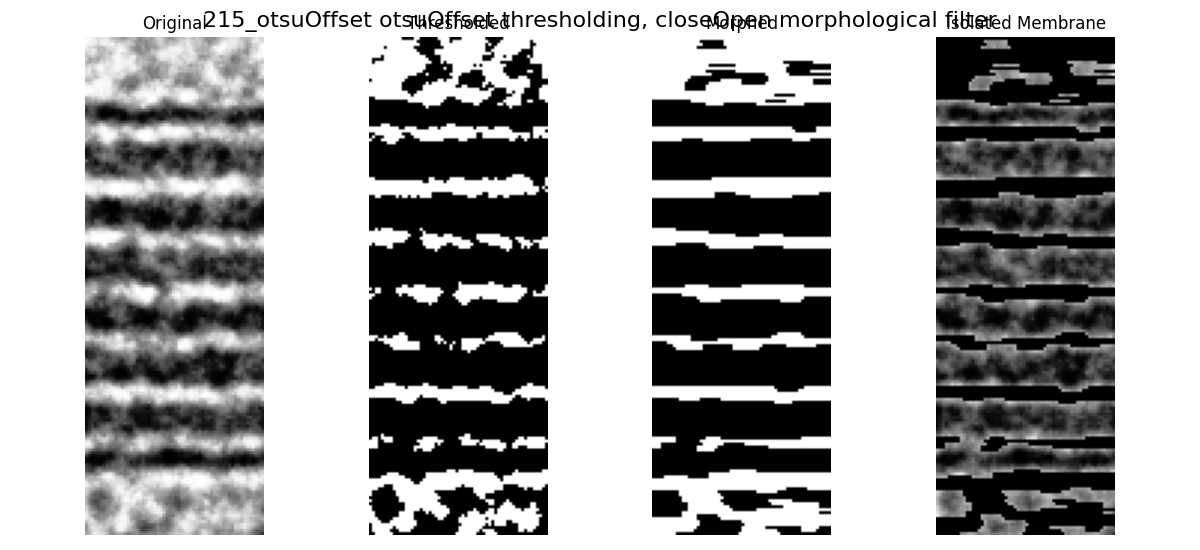 215_otsuOffset otsuOffset thresholding, closeOpen morphological filter
Original
Thresholded
Morphed
Isolated Membrane